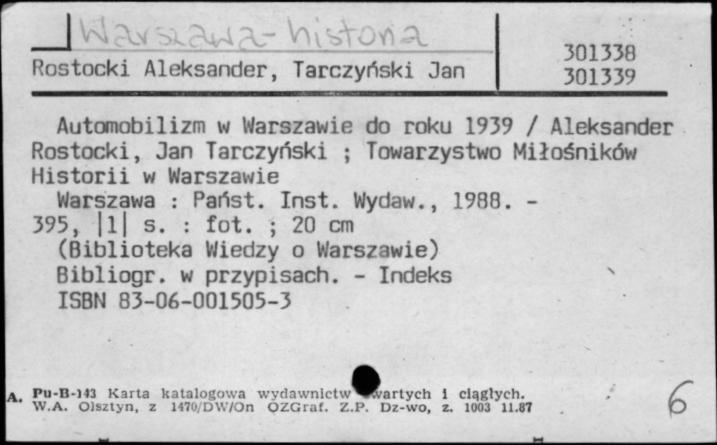 Warszawa - historia
301338
Rostocki Aleksander, Tarczyński Jan
301339
Automobilizm w Warszawie do roku 1939 / Aleksander
Rostocki, Jan Tarczyński ; Towarzystwo Miłośników
Historii w Warszawie
Warszawa : Państ. Inst. Wydaw., 1988. -
395, |1| s. : fot. ; 20 cm
(Biblioteka Wiedzy o Warszawie)
Bibliogr. w przypisach. - Indeks
ISBN 83-06-001505-3
A. Pu-B-143 Karta katalogowa wydawnictw wartych i ciągłych.
W.A. Olsztyn, z 1470/DW/On OZGraf. Z.P. Dz-wo, z. 1003 11.87
6